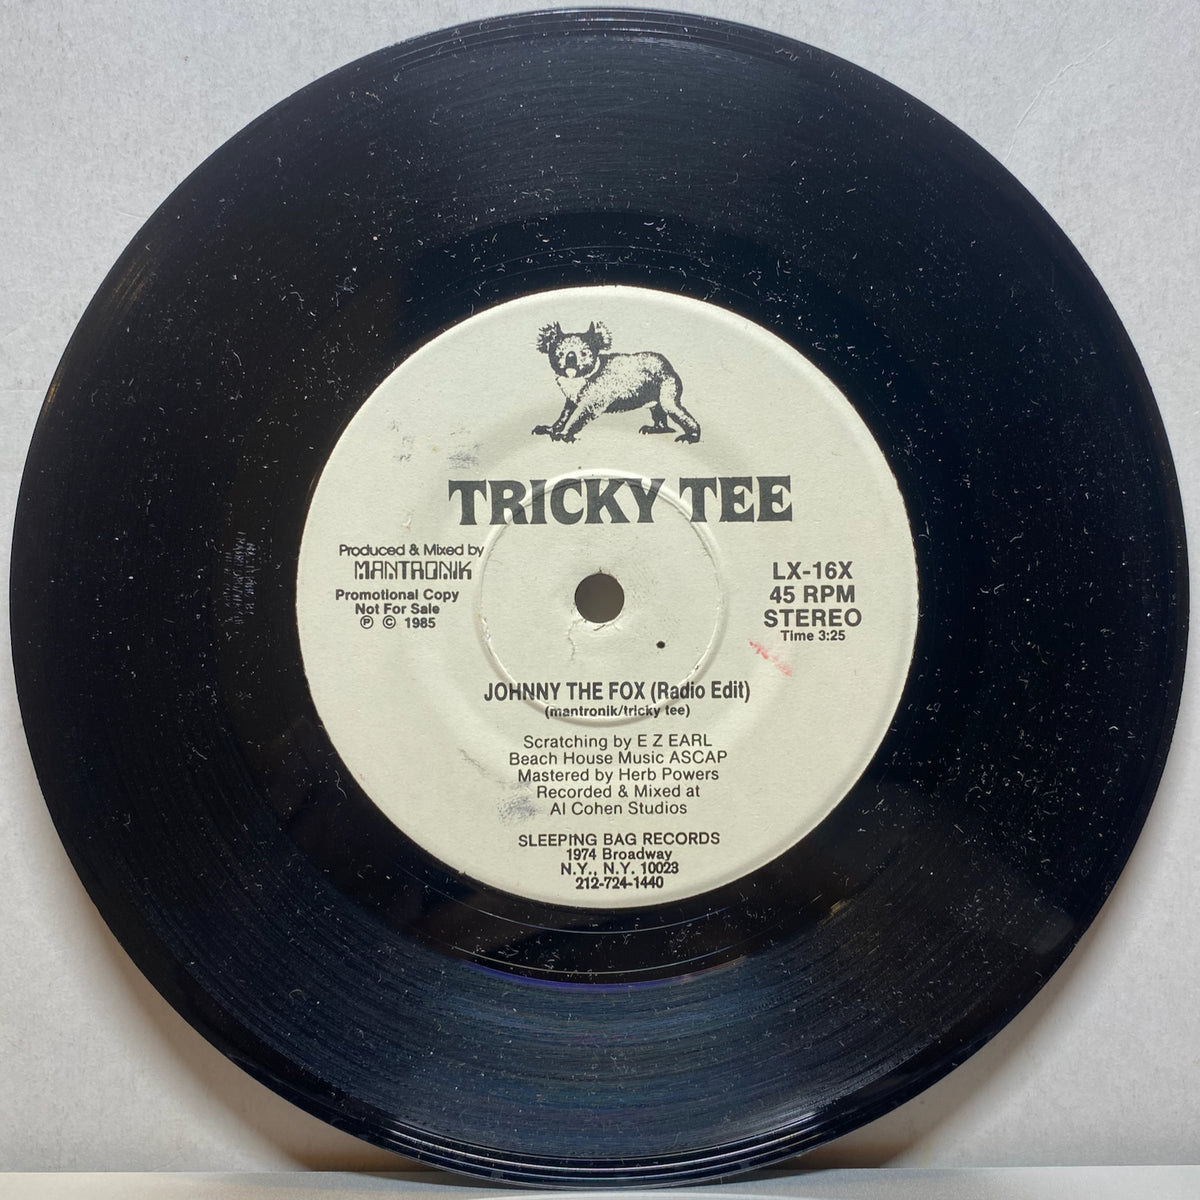 TRICKY TEE
Produced & Mixed by
MANTRONIK
Promotional Copy
Not For Sale
℗ © 1985
LX-16X
45 RPM
STEREO
Time 3:25
JOHNNY THE FOX (Radio Edit)
(mantronik/tricky tee)
Scratching by E Z EARL
Beach House Music ASCAP
Mastered by Herb Powers
Recorded & Mixed at
Al Cohen Studios
SLEEPING BAG RECORDS
1974 Broadway
N.Y., N.Y. 10023
212-724-1440